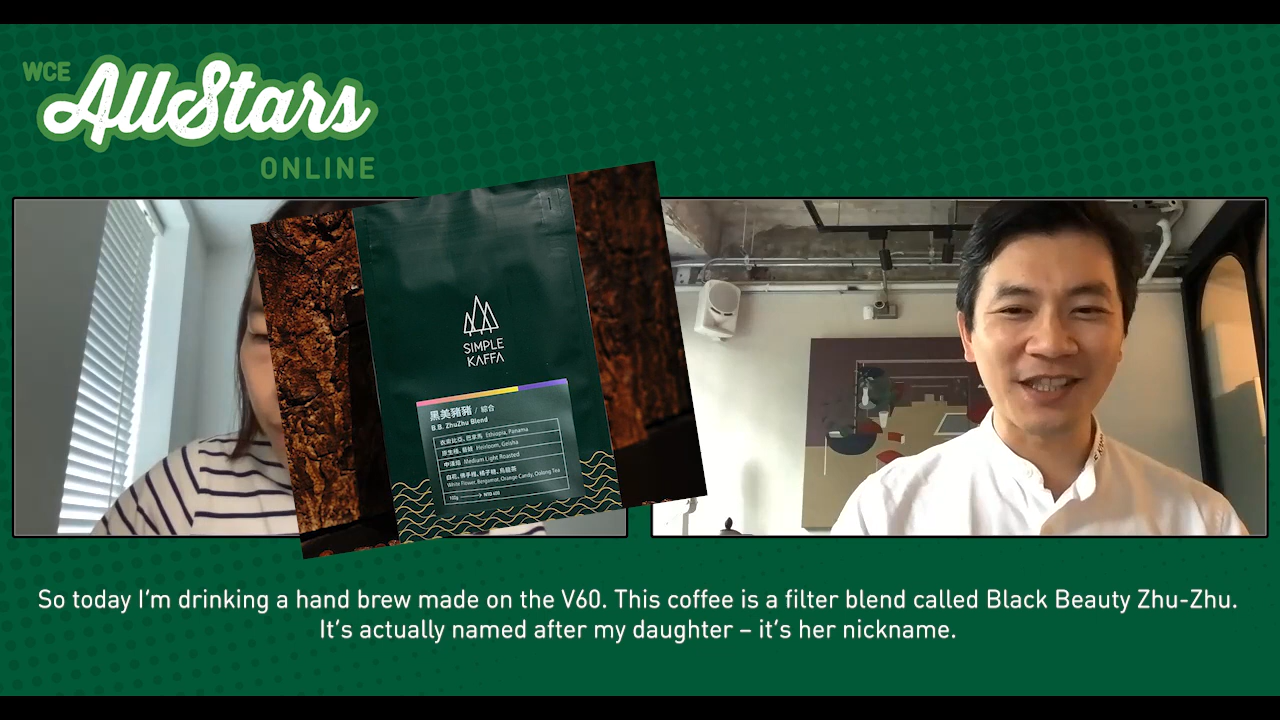 WCE
AllStars
ONLINE
SIMPLE
KAFFA
黑美豬豬 / 綜合
B.B. ZhuZhu Blend
衣索比亞, 巴拿馬 Ethiopia, Panama
原生種, 藝妓 Heirloom, Geisha
中淺焙 Medium Light Roasted
白花, 佛手柑, 橘子糖, 烏龍茶
White Flower, Bergamot, Orange Candy, Oolong Tea
So today I'm drinking a hand brew made on the V60. This coffee is a filter blend called Black Beauty Zhu-Zhu.
It's actually named after my daughter – it's her nickname.